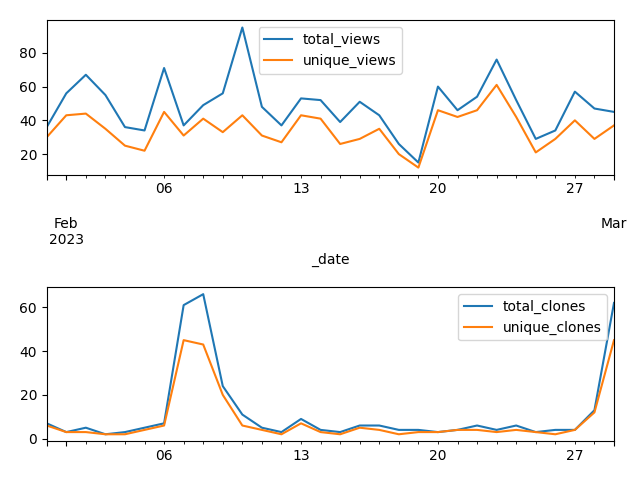 total_views
unique_views
80
60
40
20
06 13 20 27
Feb Mar
2023
_date
total_clones
unique_clones
60
40
20
0
06 13 20 27